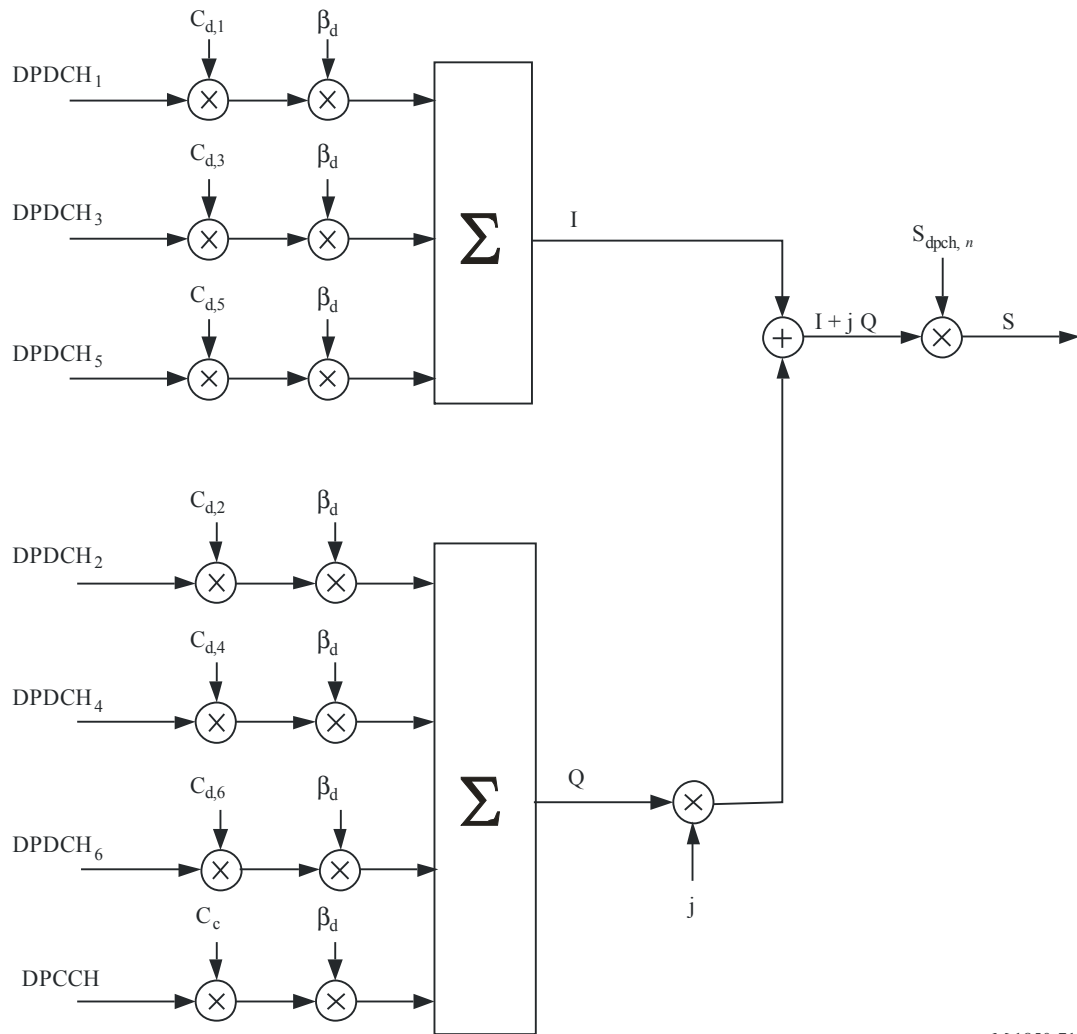 C_d,1 β_d
DPDCH_1
C_d,3 β_d
DPDCH_3
Σ I
S_dpch, n
C_d,5 β_d
I + j Q S
DPDCH_5
C_d,2 β_d
DPDCH_2
C_d,4 β_d
DPDCH_4
Σ Q
C_d,6 β_d
DPDCH_6
j
C_c β_d
DPCCH